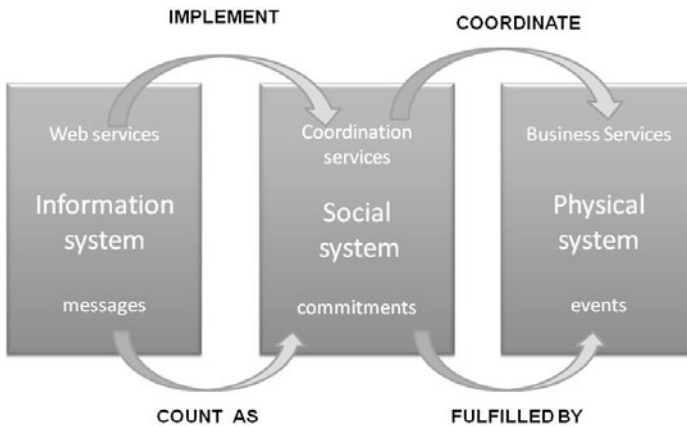 IMPLEMENT
COORDINATE
Web services
Information
system
messages
Coordination
services
Social
system
commitments
Business Services
Physical
system
events
COUNT AS
FULFILLED BY